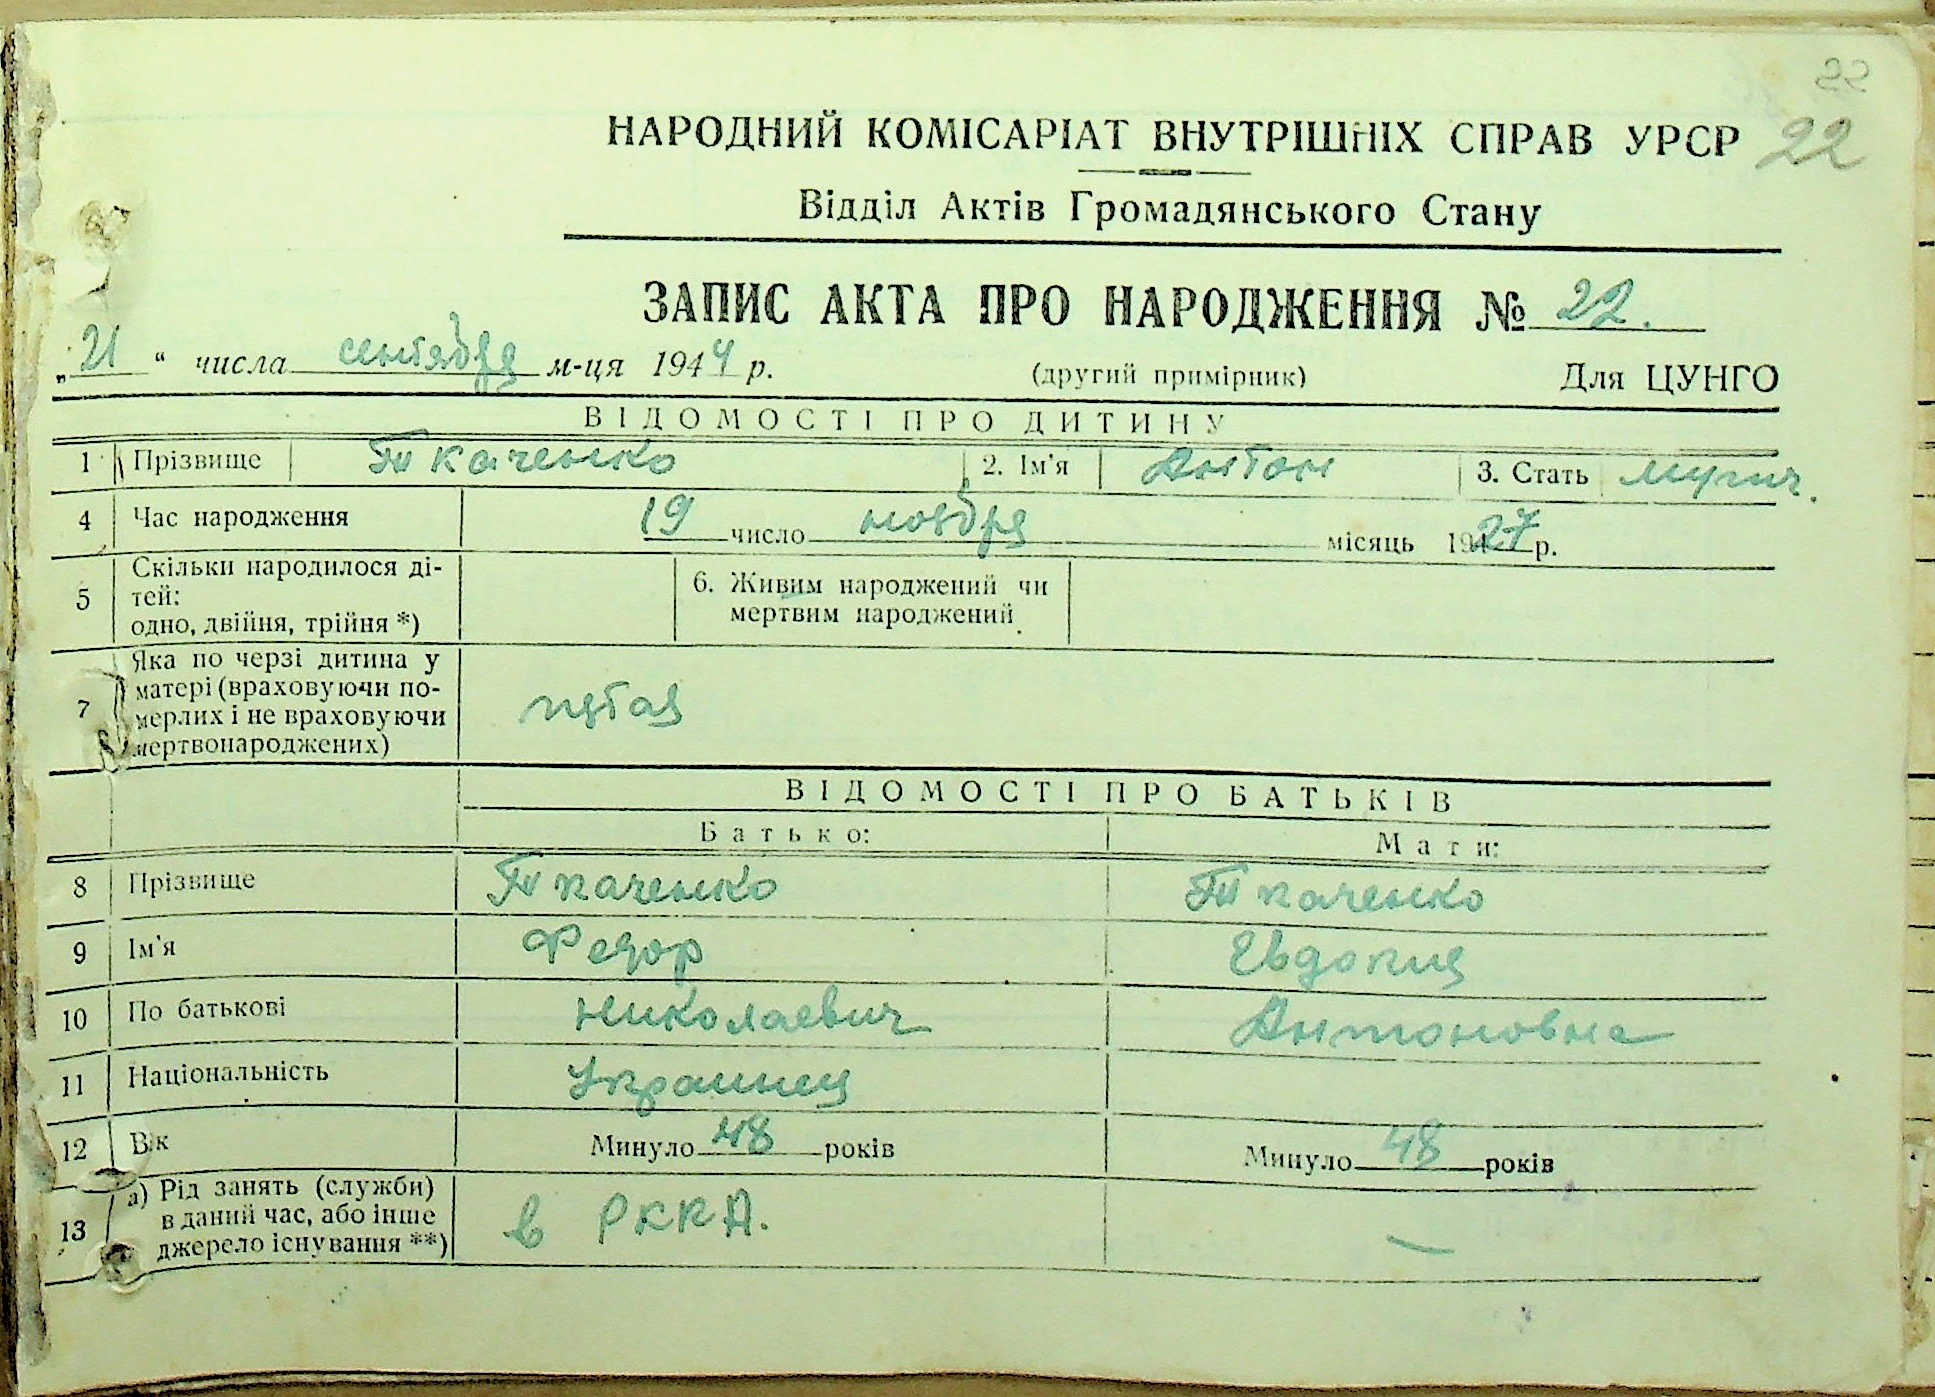 22
НАРОДНИЙ КОМІСАРІАТ ВНУТРІШНІХ СПРАВ УРСР 22
Відділ Актів Громадянського Стану
ЗАПИС АКТА ПРО НАРОДЖЕННЯ № 22.
„21“ числа сентября м-ця 1944 р. (другий примірник) Для ЦУНГО
ВІДОМОСТІ ПРО ДИТИНУ
1 Прізвище Ткаченко 2. Ім'я Антон 3. Стать мужч.
4 Час народження 19 число ноября місяць 1927 р.
5 Скільки народилося ді-
тей:
одно, двійня, трійня *)
6. Живим народжений чи
мертвим народжений
7 Яка по черзі дитина у
матері (враховуючи по-
мерлих і не враховуючи
мертвонароджених)
пятая
ВІДОМОСТІ ПРО БАТЬКІВ
Батько: Мати:
8 Прізвище Ткаченко Ткаченко
9 Ім'я Федор Евдокия
10 По батькові Николаевич Антоновна
11 Національність Украинец
12 Вік Минуло 48 років Минуло 48 років
13 а) Рід занять (служби)
в даний час, або інше
джерело існування **)
в РККА. —